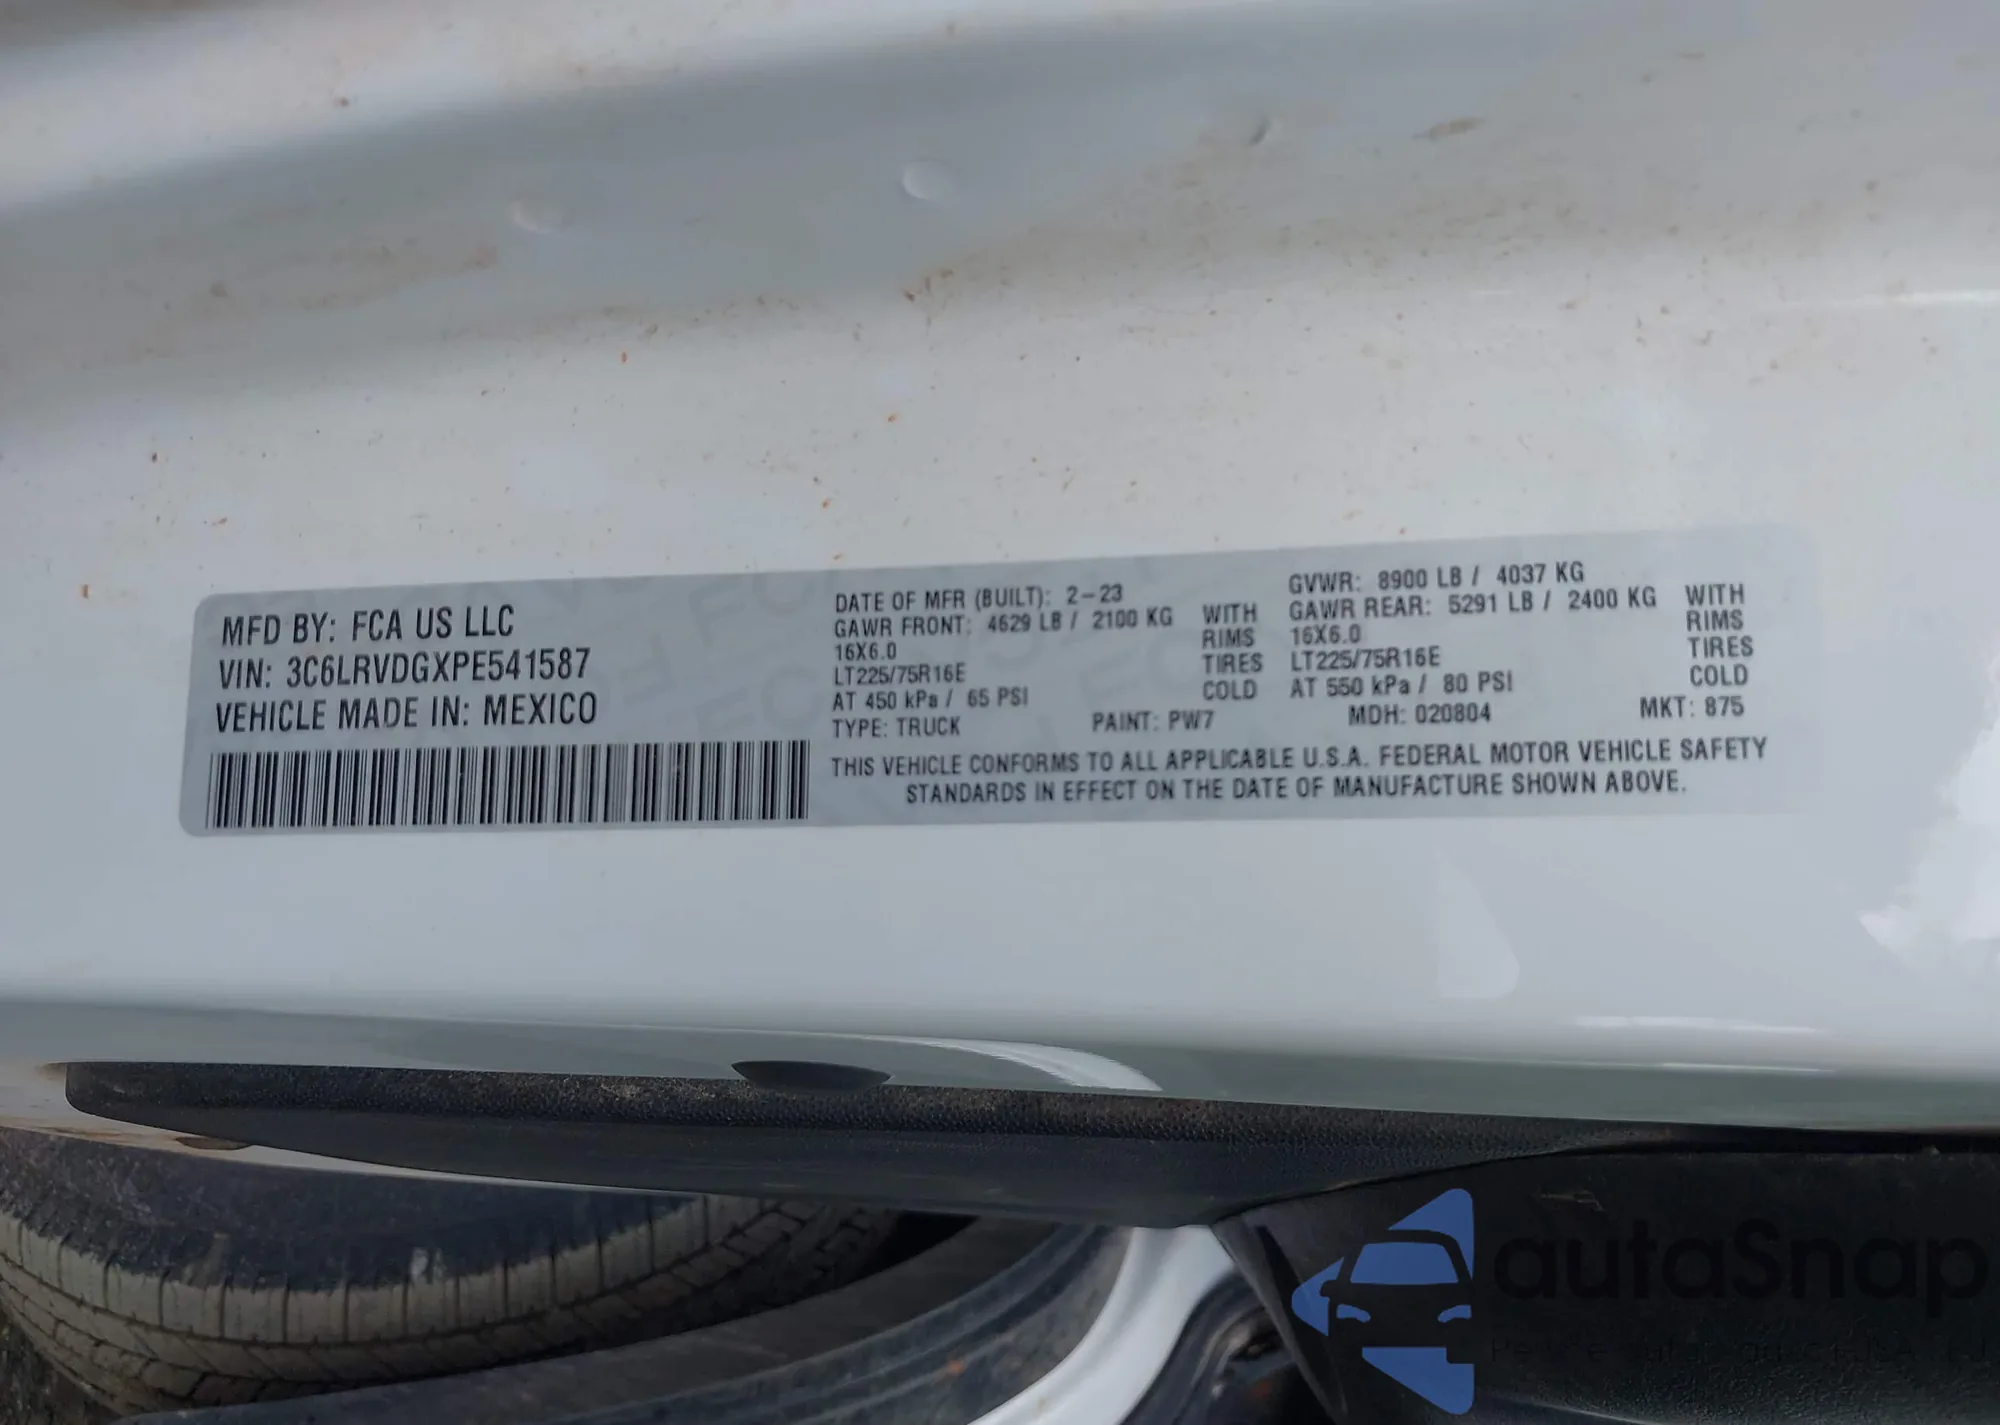 MFD BY: FCA US LLC
VIN: 3C6LRVDGXPE541587
VEHICLE MADE IN: MEXICO
DATE OF MFR (BUILT): 2-23
GAWR FRONT: 4629 LB / 2100 KG WITH
16X6.0 RIMS
LT225/75R16E TIRES
AT 450 kPa / 65 PSI COLD
GVWR: 8900 LB / 4037 KG
GAWR REAR: 5291 LB / 2400 KG WITH
16X6.0 RIMS
LT225/75R16E TIRES
AT 550 kPa / 80 PSI COLD
TYPE: TRUCK PAINT: PW7 MDH: 020804 MKT: 875
THIS VEHICLE CONFORMS TO ALL APPLICABLE U.S.A. FEDERAL MOTOR VEHICLE SAFETY
STANDARDS IN EFFECT ON THE DATE OF MANUFACTURE SHOWN ABOVE.
autaSnap